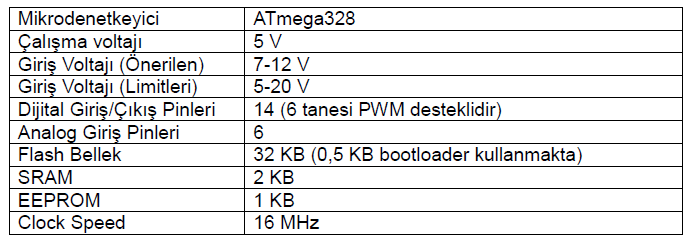 Mikrodenetkeyici ATmega328
Çalışma voltajı 5 V
Giriş Voltajı (Önerilen) 7-12 V
Giriş Voltajı (Limitleri) 5-20 V
Dijital Giriş/Çıkış Pinleri 14 (6 tanesi PWM desteklidir)
Analog Giriş Pinleri 6
Flash Bellek 32 KB (0,5 KB bootloader kullanmakta)
SRAM 2 KB
EEPROM 1 KB
Clock Speed 16 MHz